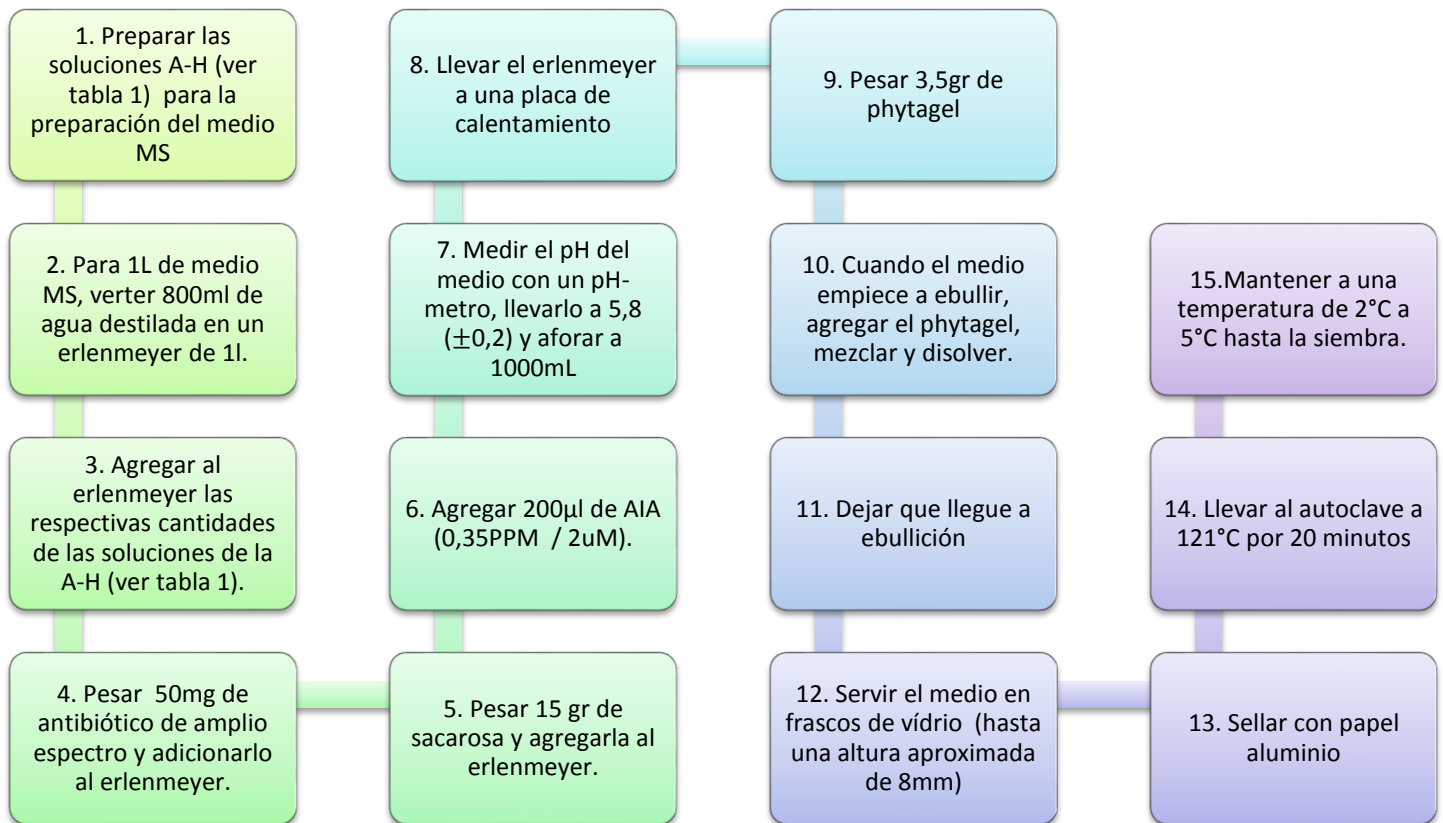 1. Preparar las
soluciones A-H (ver
tabla 1) para la
preparación del medio
MS
2. Para 1L de medio
MS, verter 800ml de
agua destilada en un
erlenmeyer de 1l.
3. Agregar al
erlenmeyer las
respectivas cantidades
de las soluciones de la
A-H (ver tabla 1).
4. Pesar 50mg de
antibiótico de amplio
espectro y adicionarlo
al erlenmeyer.
5. Pesar 15 gr de
sacarosa y agregarla al
erlenmeyer.
6. Agregar 200µl de AIA
(0,35PPM / 2uM).
7. Medir el pH del
medio con un pH-
metro, llevarlo a 5,8
(±0,2) y aforar a
1000mL
8. Llevar el erlenmeyer
a una placa de
calentamiento
9. Pesar 3,5gr de
phytagel
10. Cuando el medio
empiece a ebullir,
agregar el phytagel,
mezclar y disolver.
11. Dejar que llegue a
ebullición
12. Servir el medio en
frascos de vídrio (hasta
una altura aproximada
de 8mm)
13. Sellar con papel
aluminio
14. Llevar al autoclave a
121°C por 20 minutos
15.Mantener a una
temperatura de 2°C a
5°C hasta la siembra.